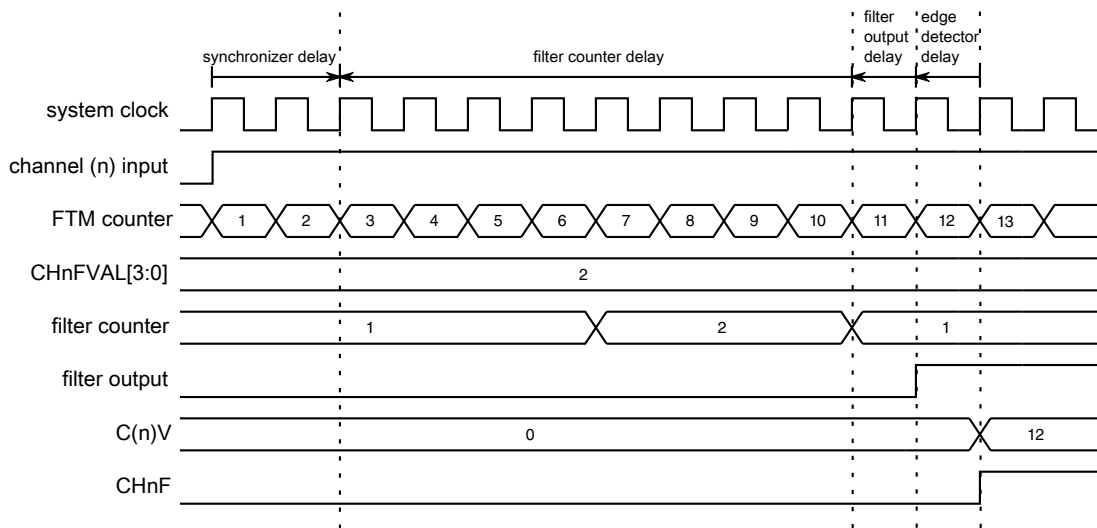 synchronizer delay
filter counter delay
filter
output
delay
edge
detector
delay
system clock
channel (n) input
FTM counter
1 2 3 4 5 6 7 8 9 10 11 12 13
CHnFVAL[3:0]
2
filter counter
1 2 1
filter output
C(n)V
0 12
CHnF